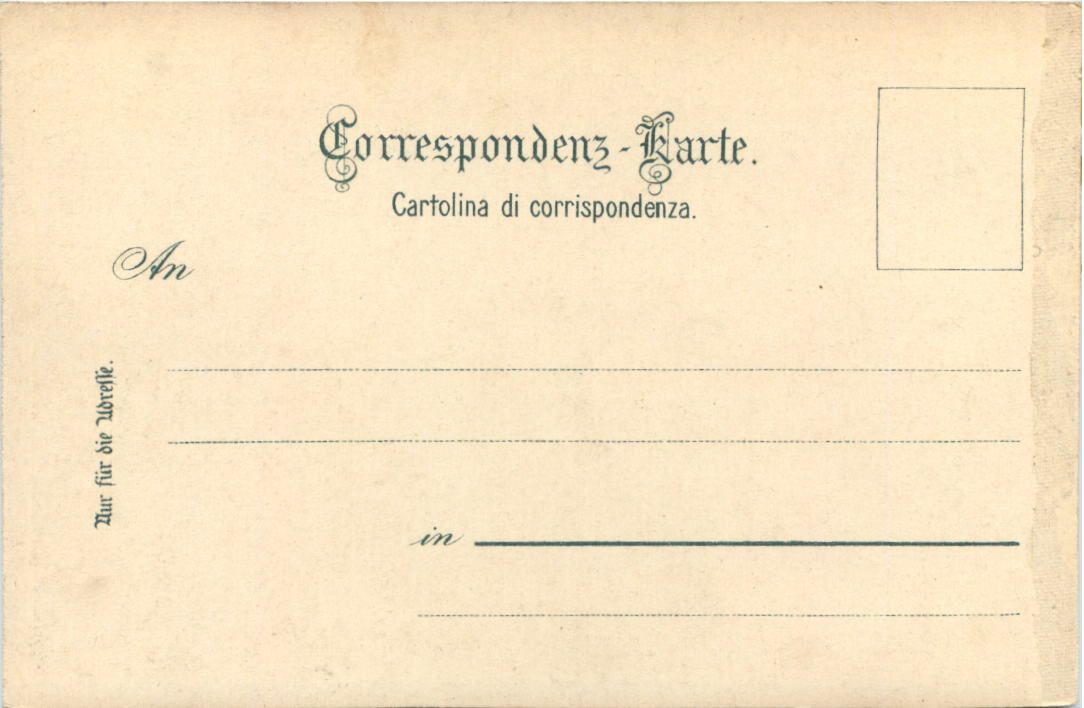 Correspondenz-Karte.
Cartolina di corrispondenza.
An
Nur für die Adresse.
in